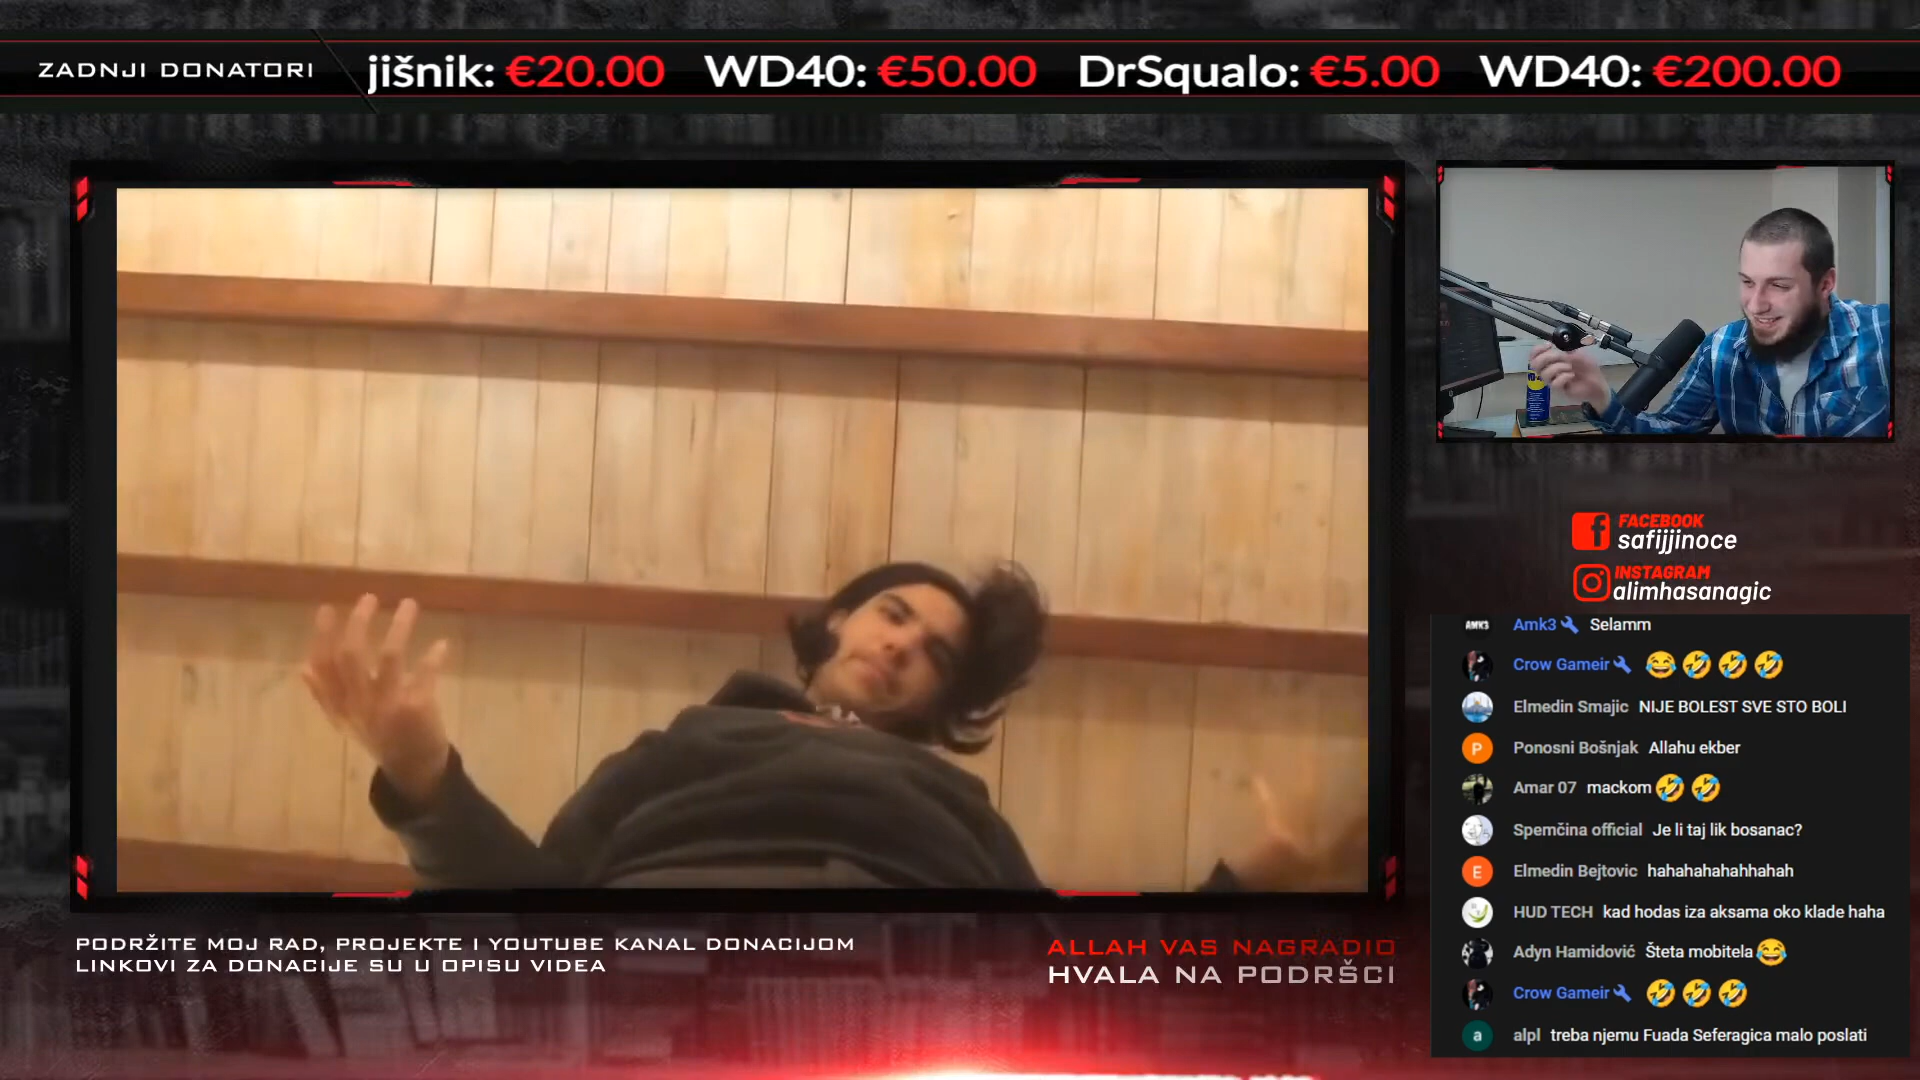 ZADNJI DONATORI
jišnik: €20.00 WD40: €50.00 DrSqualo: €5.00 WD40: €200.00
FACEBOOK
safijjinoce
INSTAGRAM
alimhasanagic
AMK3 Amk3 Selamm
Crow Gameir
Elmedin Smajic NIJE BOLEST SVE STO BOLI
P Ponosni Bošnjak Allahu ekber
Amar 07 mackom
Spemčina official Je li taj lik bosanac?
E Elmedin Bejtovic hahahahahahhahah
HUD TECH kad hodas iza aksama oko klade haha
Adyn Hamidović Šteta mobitela
Crow Gameir
a alpl treba njemu Fuada Seferagica malo poslati
PODRŽITE MOJ RAD, PROJEKTE I YOUTUBE KANAL DONACIJOM
LINKOVI ZA DONACIJE SU U OPISU VIDEA
ALLAH VAS NAGRADIO
HVALA NA PODRŠCI